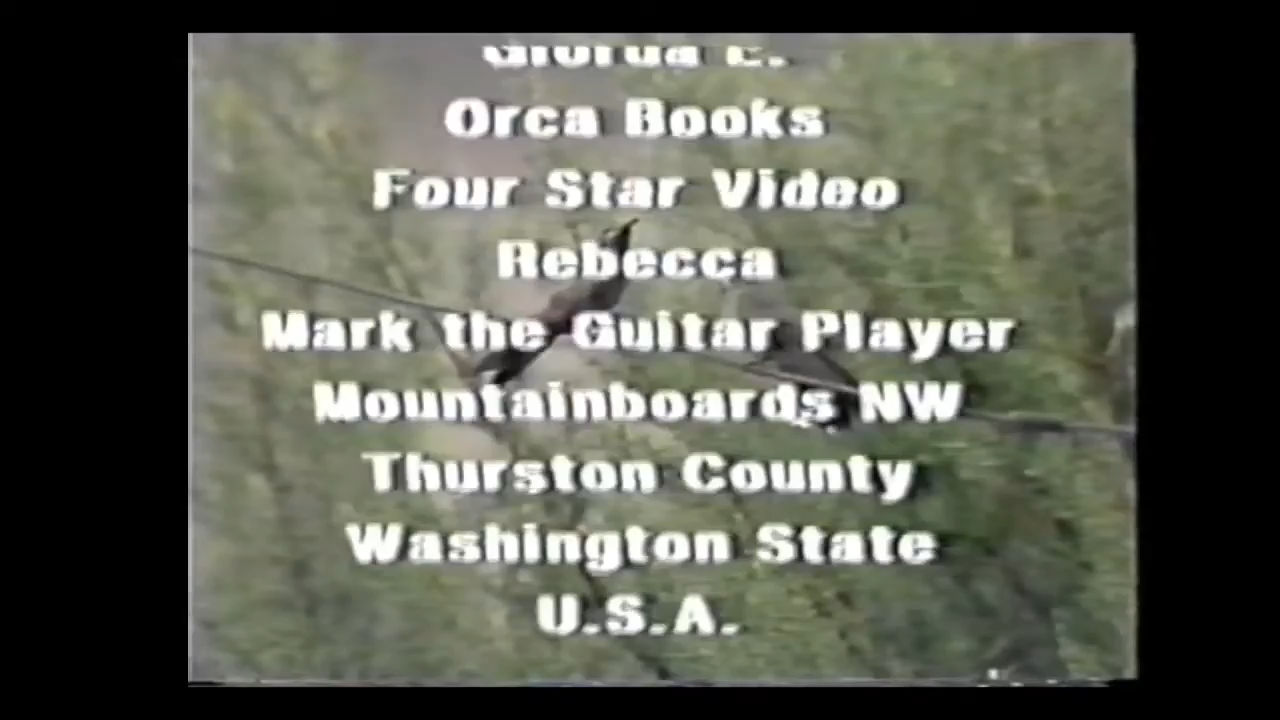 Orca Books
Four Star Video
Rebecca
Mark the Guitar Player
Mountainboards NW
Thurston County
Washington State
U.S.A.